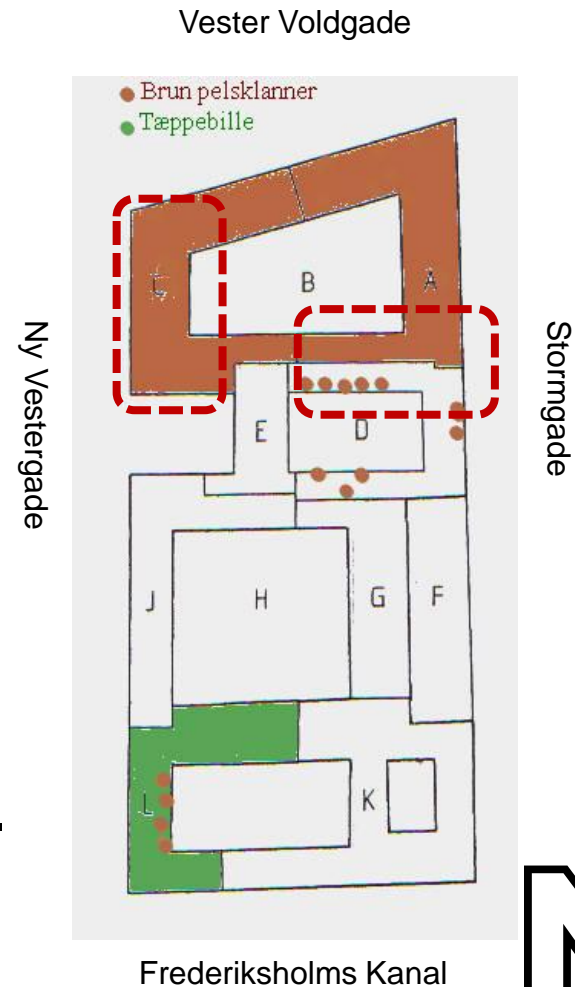 Vester Voldgade
Brun pelsklanner
Tæppebille
B
A
Ny Vestergade
Stormgade
E
D
J
H
G
F
L
K
Frederiksholms Kanal